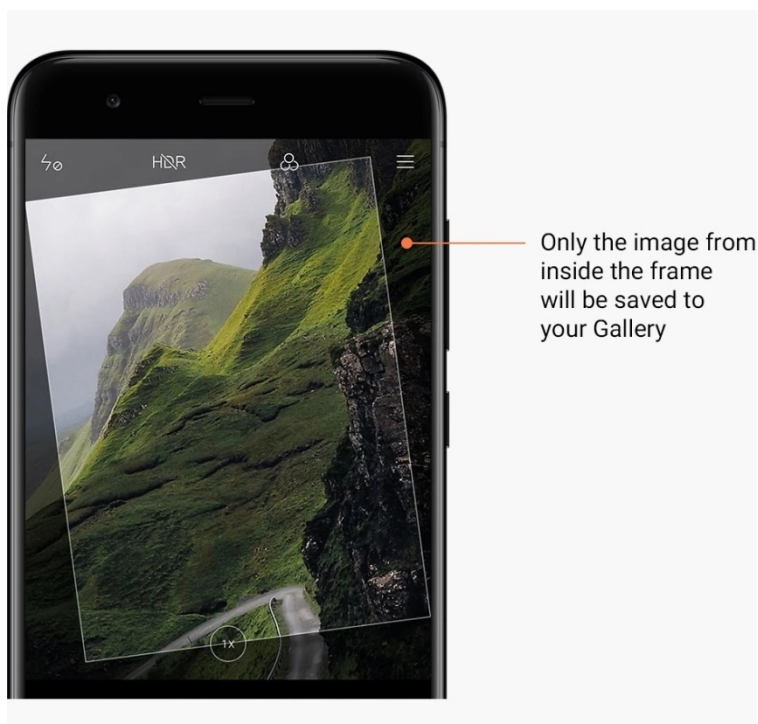 HDR
Only the image from
inside the frame
will be saved to
your Gallery
1X